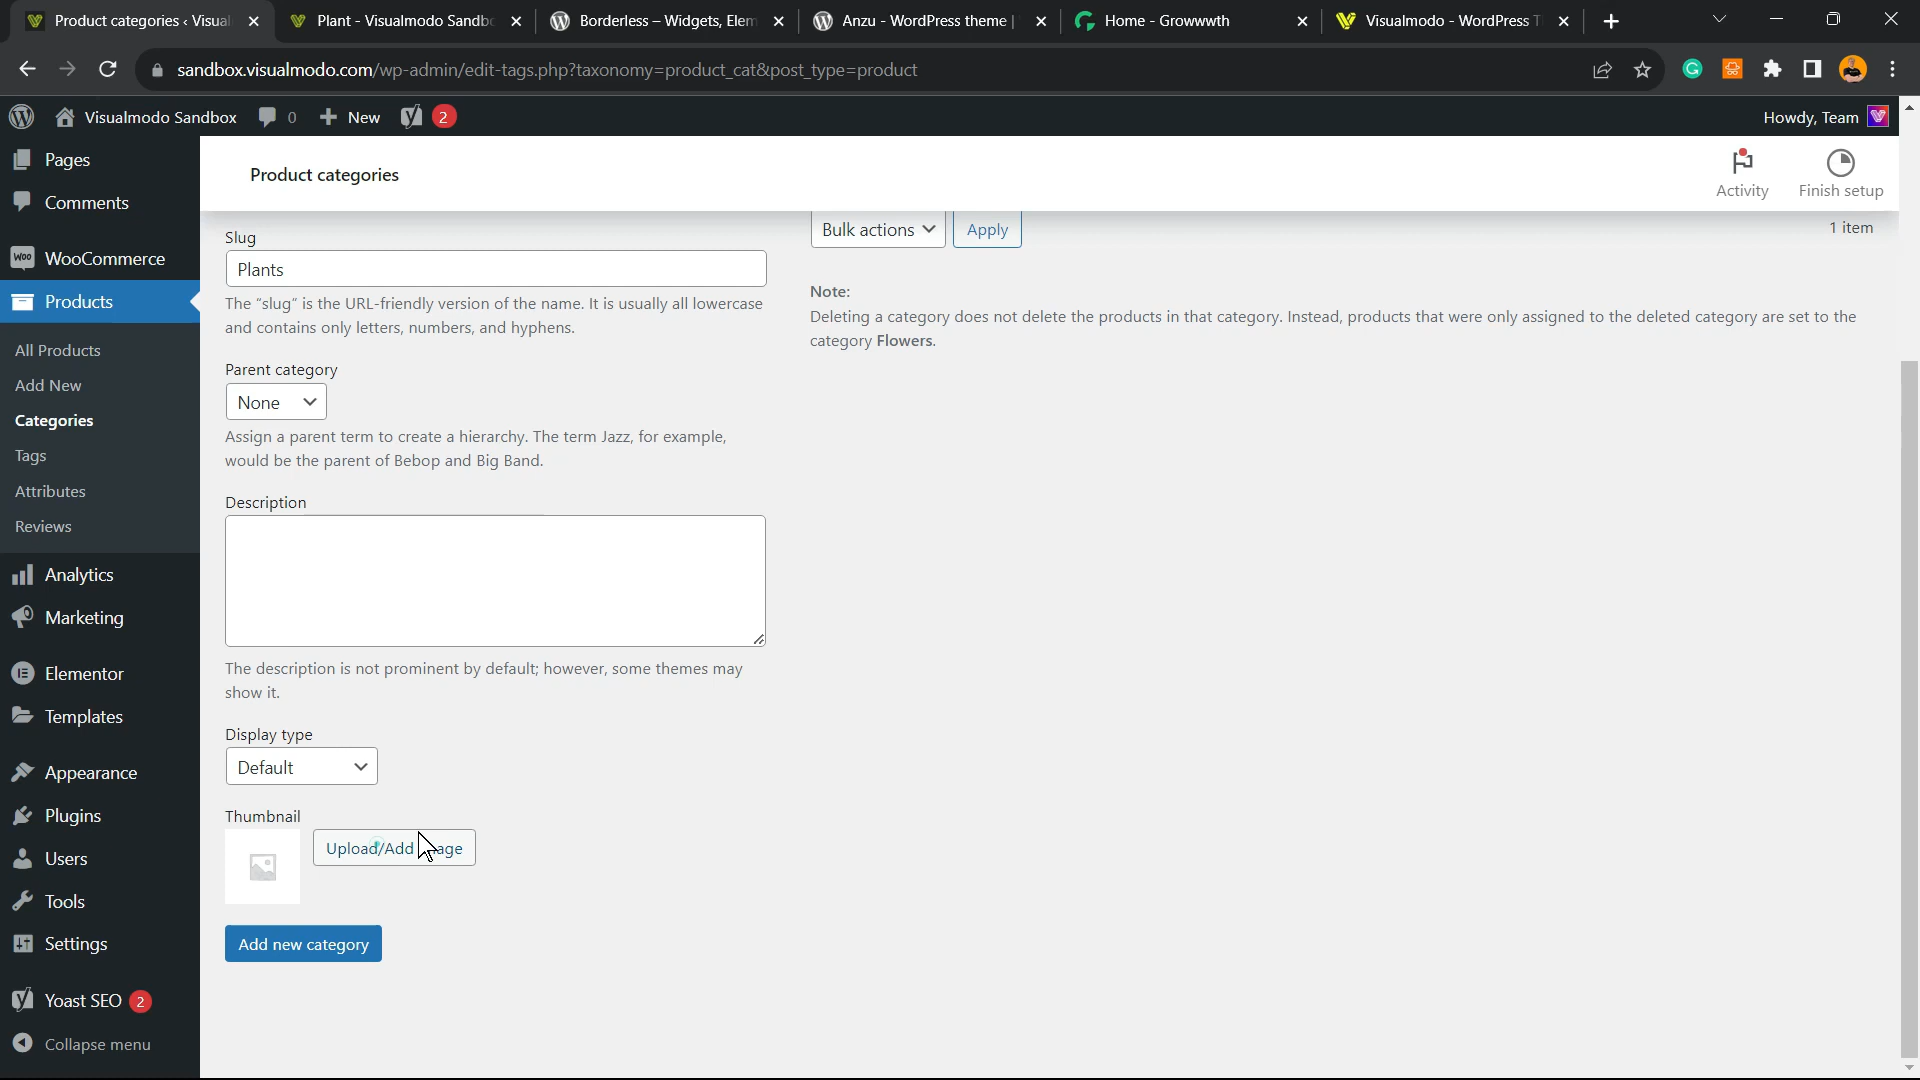 Product categories ‹ Visual
Plant - Visualmodo Sandb
Borderless – Widgets, Elem
Anzu - WordPress theme |
Home - Growwwth
Visualmodo - WordPress T
sandbox.visualmodo.com/wp-admin/edit-tags.php?taxonomy=product_cat&post_type=product
Visualmodo Sandbox
0
New
2
Howdy, Team
Pages
Comments
WooCommerce
Products
All Products
Add New
Categories
Tags
Attributes
Reviews
Analytics
Marketing
Elementor
Templates
Appearance
Plugins
Users
Tools
Settings
Yoast SEO 2
Collapse menu
Product categories
Activity
Finish setup
Slug
Plants
The “slug” is the URL-friendly version of the name. It is usually all lowercase
and contains only letters, numbers, and hyphens.
Parent category
None
Assign a parent term to create a hierarchy. The term Jazz, for example,
would be the parent of Bebop and Big Band.
Description
The description is not prominent by default; however, some themes may
show it.
Display type
Default
Thumbnail
Upload/Add
Add new category
Bulk actions
Apply
1 item
Note:
Deleting a category does not delete the products in that category. Instead, products that were only assigned to the deleted category are set to the
category Flowers.